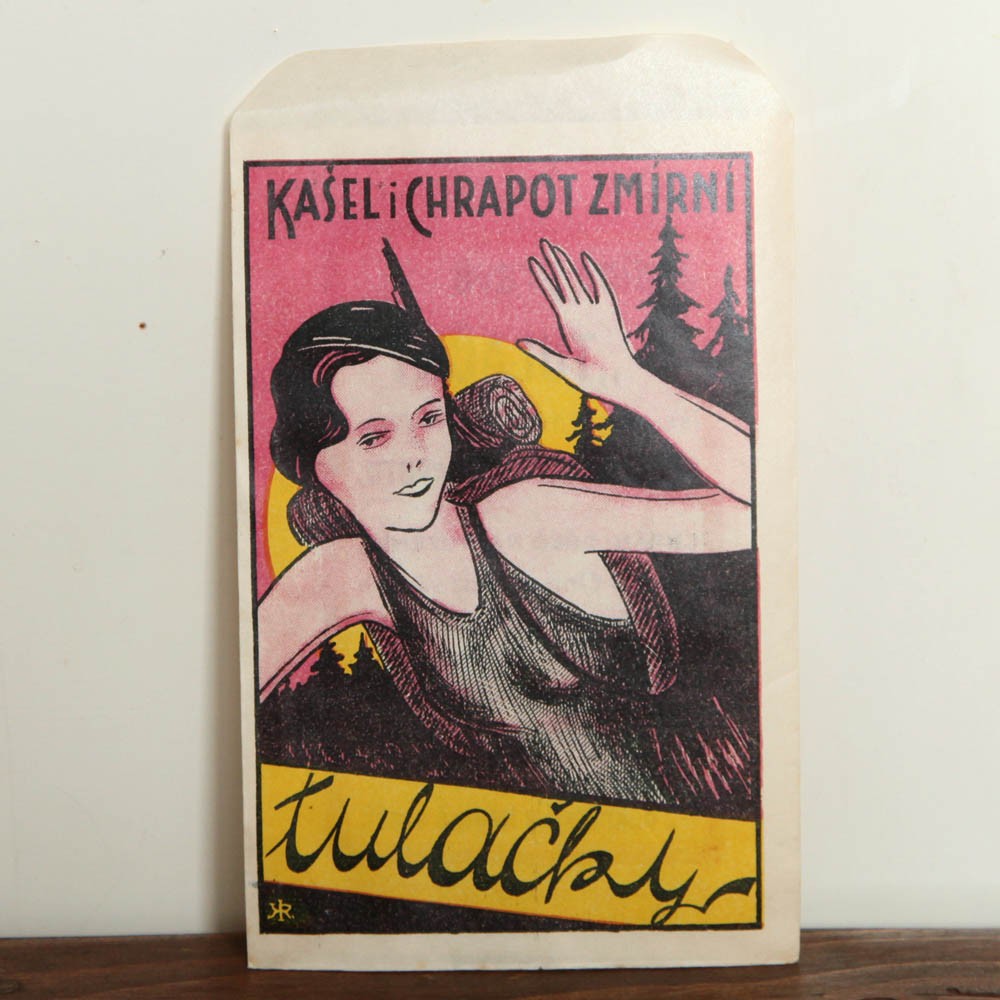 KAŠEL i CHRAPOT ZMÍRNÍ
tulačky